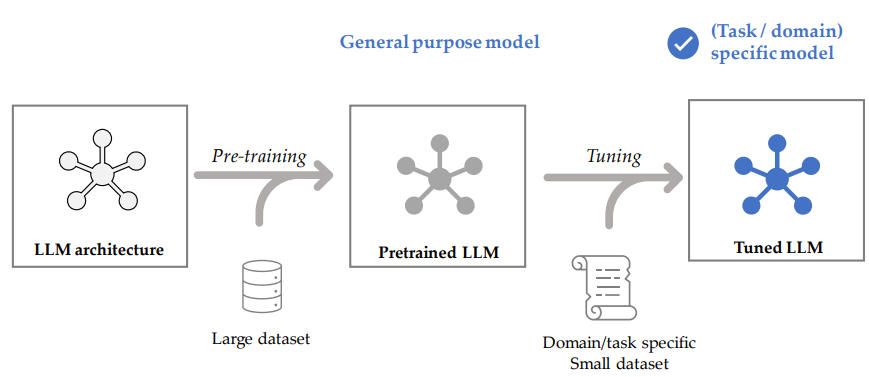 General purpose model
(Task / domain)
specific model
Pre-training
Tuning
LLM architecture
Pretrained LLM
Tuned LLM
Large dataset
Domain/task specific
Small dataset